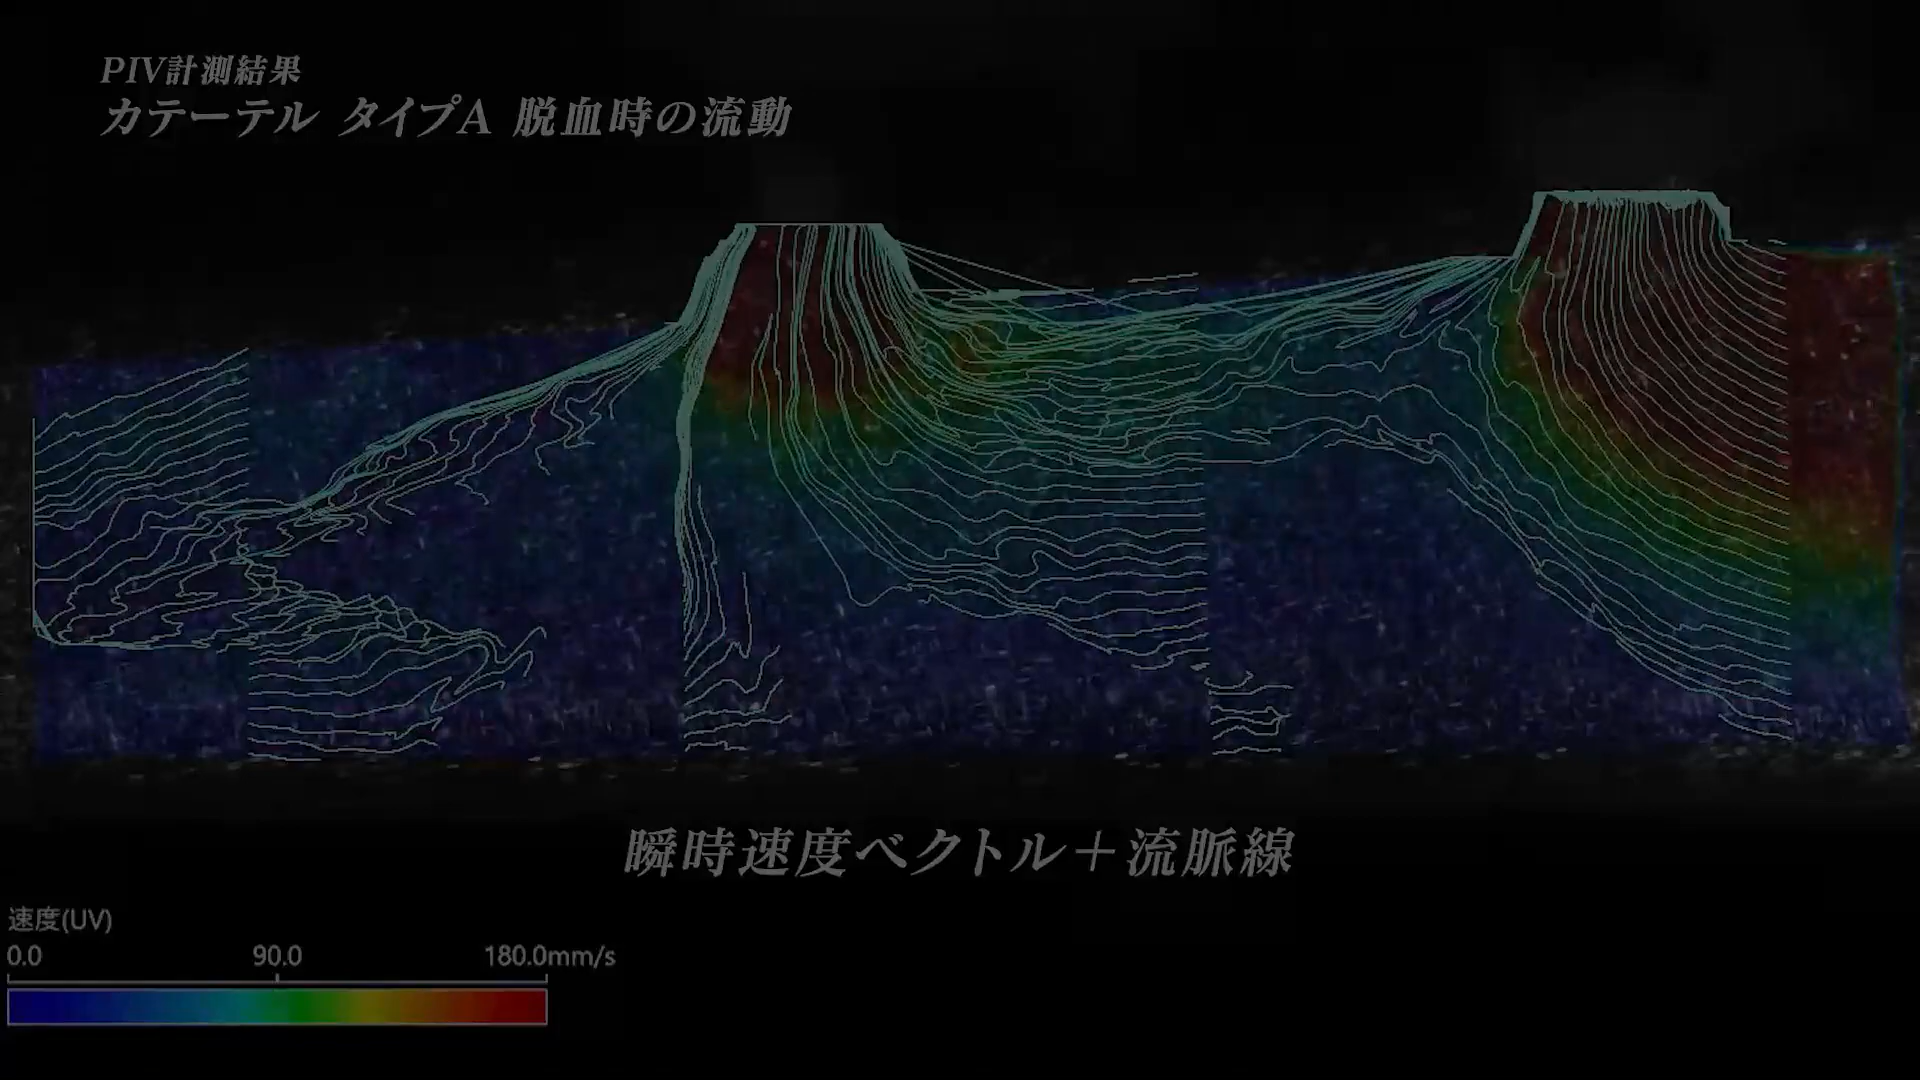 PIV計測結果
カテーテル タイプA 脱血時の流動
瞬時速度ベクトル＋流脈線
速度(UV)
0.0 90.0 180.0mm/s